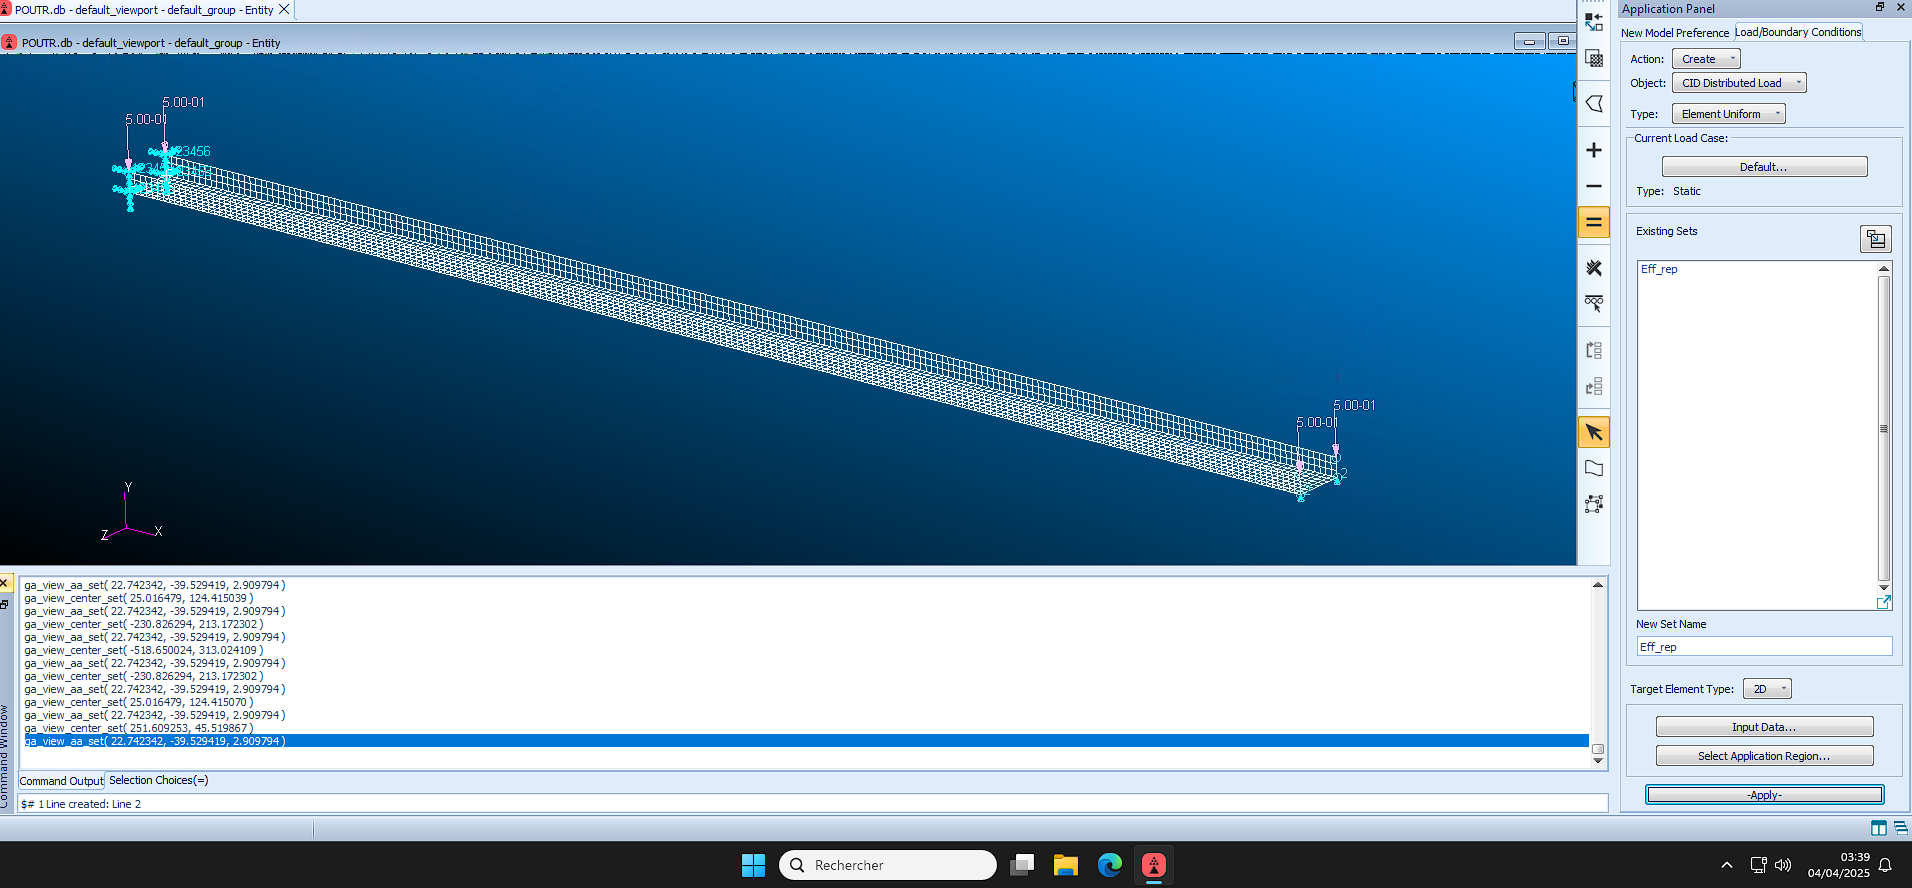 POUTR.db - default_viewport - default_group - Entity
POUTR.db - default_viewport - default_group - Entity
5.00-01
5.00-01
23456
5.00-01
5.00-01
2
Y
Z
X
Application Panel
New Model Preference
Load/Boundary Conditions
Action:
Create
Object:
CID Distributed Load
Type:
Element Uniform
Current Load Case:
Default...
Type:
Static
Existing Sets
Eff_rep
New Set Name
Eff_rep
Target Element Type:
2D
Input Data...
Select Application Region...
-Apply-
ga_view_aa_set( 22.742342, -39.529419, 2.909794 )
ga_view_center_set( 25.016479, 124.415039 )
ga_view_aa_set( 22.742342, -39.529419, 2.909794 )
ga_view_center_set( -230.826294, 213.172302 )
ga_view_aa_set( 22.742342, -39.529419, 2.909794 )
ga_view_center_set( -518.650024, 313.024109 )
ga_view_aa_set( 22.742342, -39.529419, 2.909794 )
ga_view_center_set( -230.826294, 213.172302 )
ga_view_aa_set( 22.742342, -39.529419, 2.909794 )
ga_view_center_set( 25.016479, 124.415070 )
ga_view_aa_set( 22.742342, -39.529419, 2.909794 )
ga_view_center_set( 251.609253, 45.519867 )
ga_view_aa_set( 22.742342, -39.529419, 2.909794 )
Command Window
Command Output
Selection Choices(=)
$# 1 Line created: Line 2
Rechercher
03:39
04/04/2025